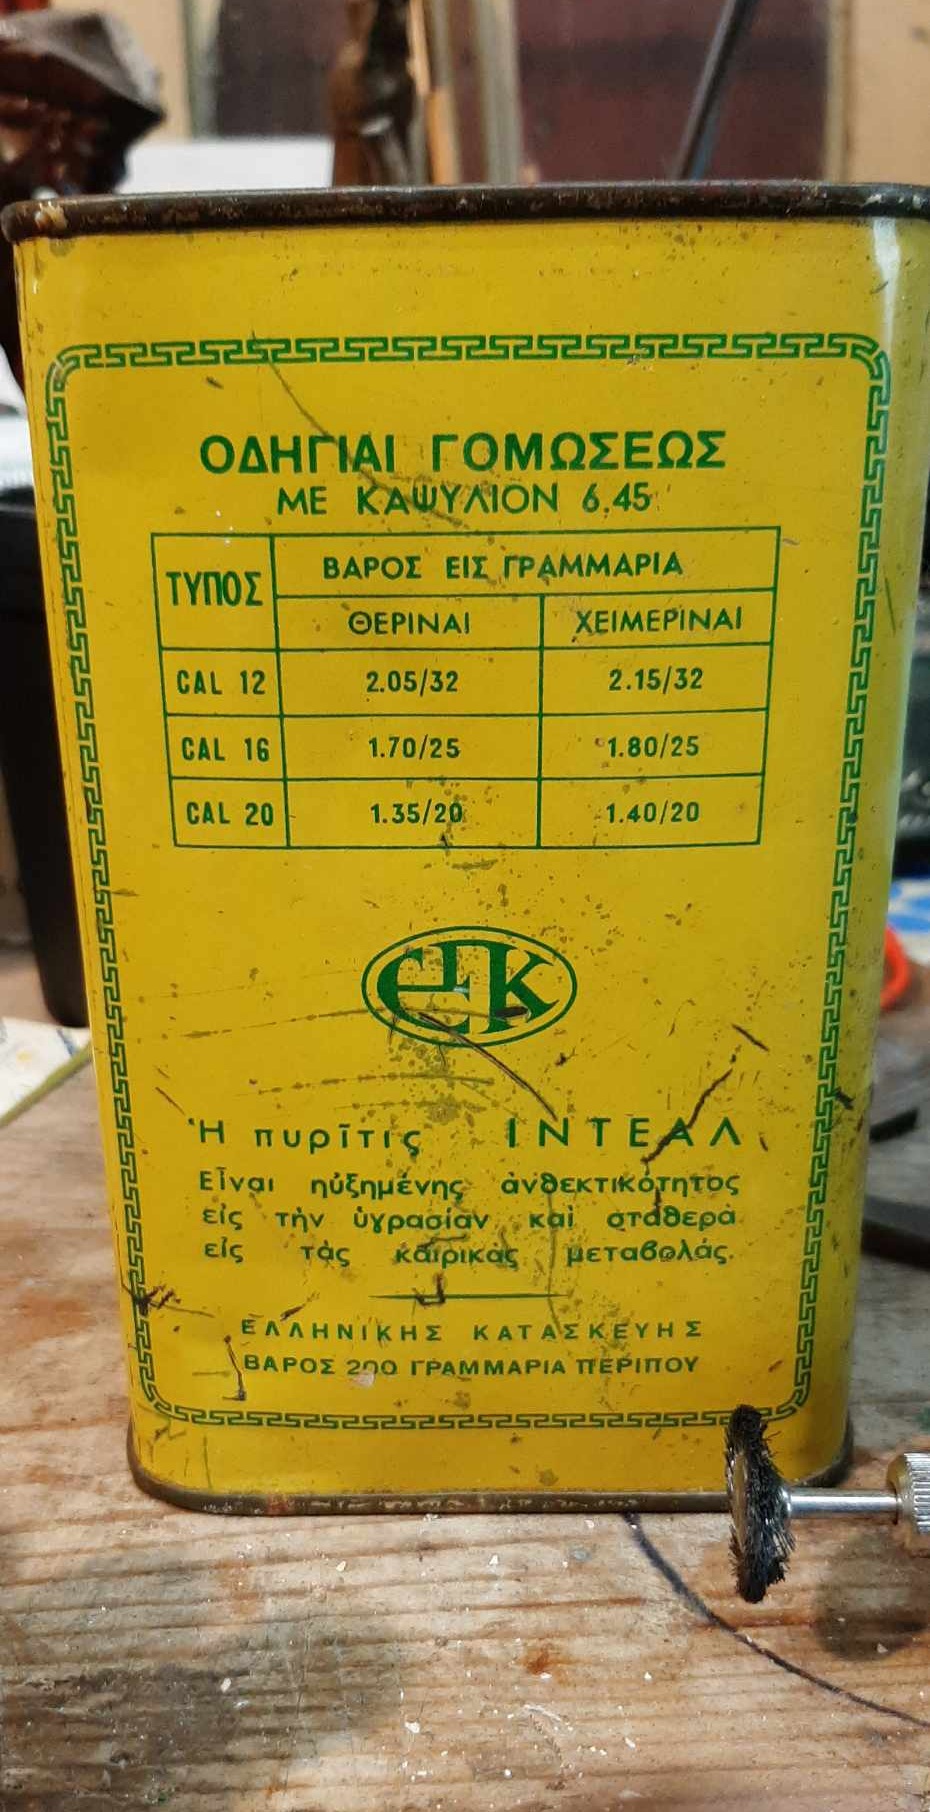 ΟΔΗΓΙΑΙ ΓΟΜΩΣΕΩΣ
ΜΕ ΚΑΨΥΛΙΟΝ 6.45
ΤΥΠΟΣ ΒΑΡΟΣ ΕΙΣ ΓΡΑΜΜΑΡΙΑ
ΘΕΡΙΝΑΙ ΧΕΙΜΕΡΙΝΑΙ
CAL 12 2.05/32 2.15/32
CAL 16 1.70/25 1.80/25
CAL 20 1.35/20 1.40/20
ΕΠΚ
Ἡ πυρῖτις ΙΝΤΕΑΛ
Εἶναι ηὐξημένης ἀνθεκτικότητος
εἰς τὴν ὑγρασίαν καὶ σταθερὰ
εἰς τὰς καιρικὰς μεταβολάς.
ΕΛΛΗΝΙΚΗΣ ΚΑΤΑΣΚΕΥΗΣ
ΒΑΡΟΣ 200 ΓΡΑΜΜΑΡΙΑ ΠΕΡΙΠΟΥ